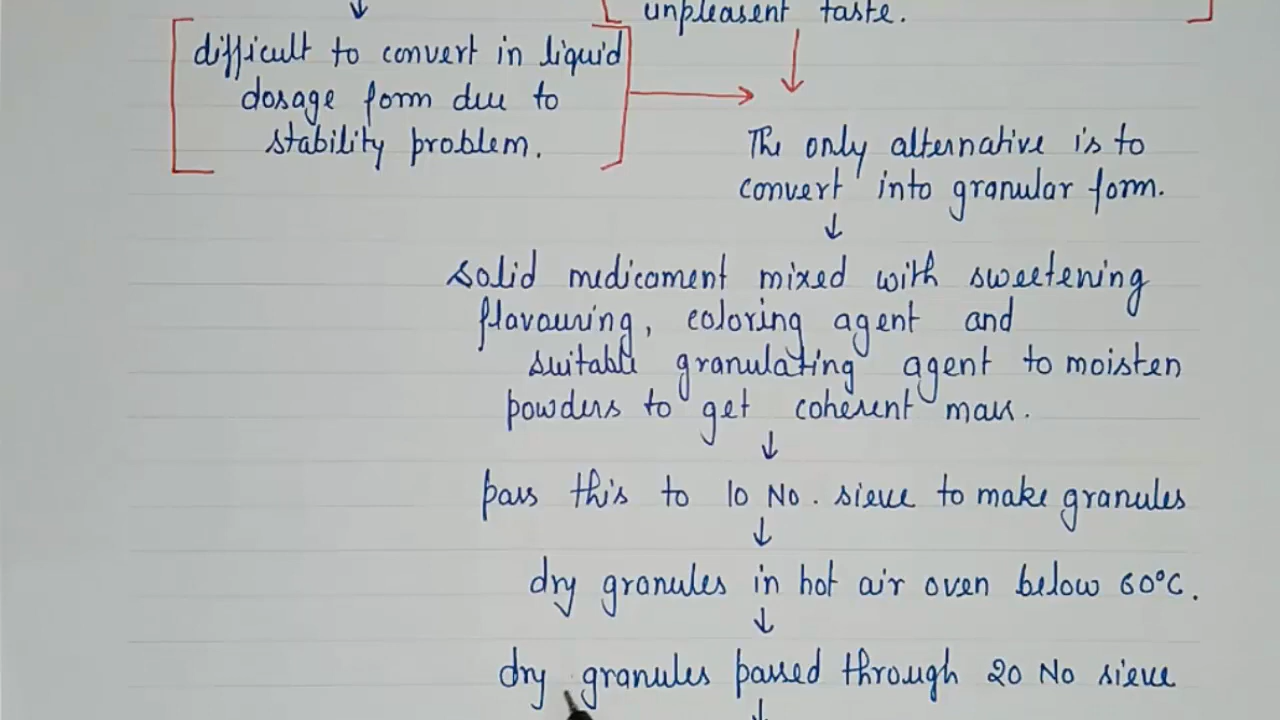 unpleasent taste.
difficult to convert in liquid
dosage form due to
stability problem.
The only alternative is to
convert into granular form.
solid medicament mixed with sweetening
flavouring, coloring agent and
suitable granulating agent to moisten
powders to get coherent mass.
pass this to 10 No. sieve to make granules
dry granules in hot air oven below 60°C.
dry granules passed through 20 No sieve